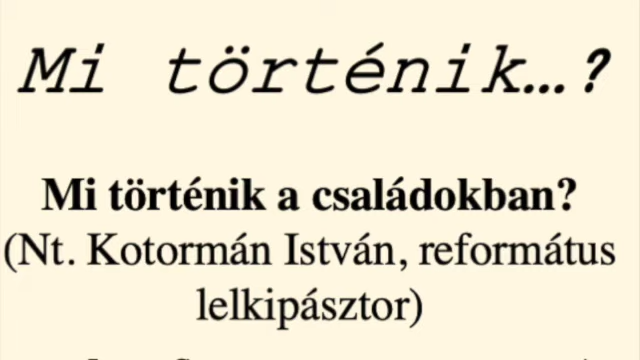 Mi történik...?
Mi történik a családokban?
(Nt. Kotormán István, református
lelkipásztor)